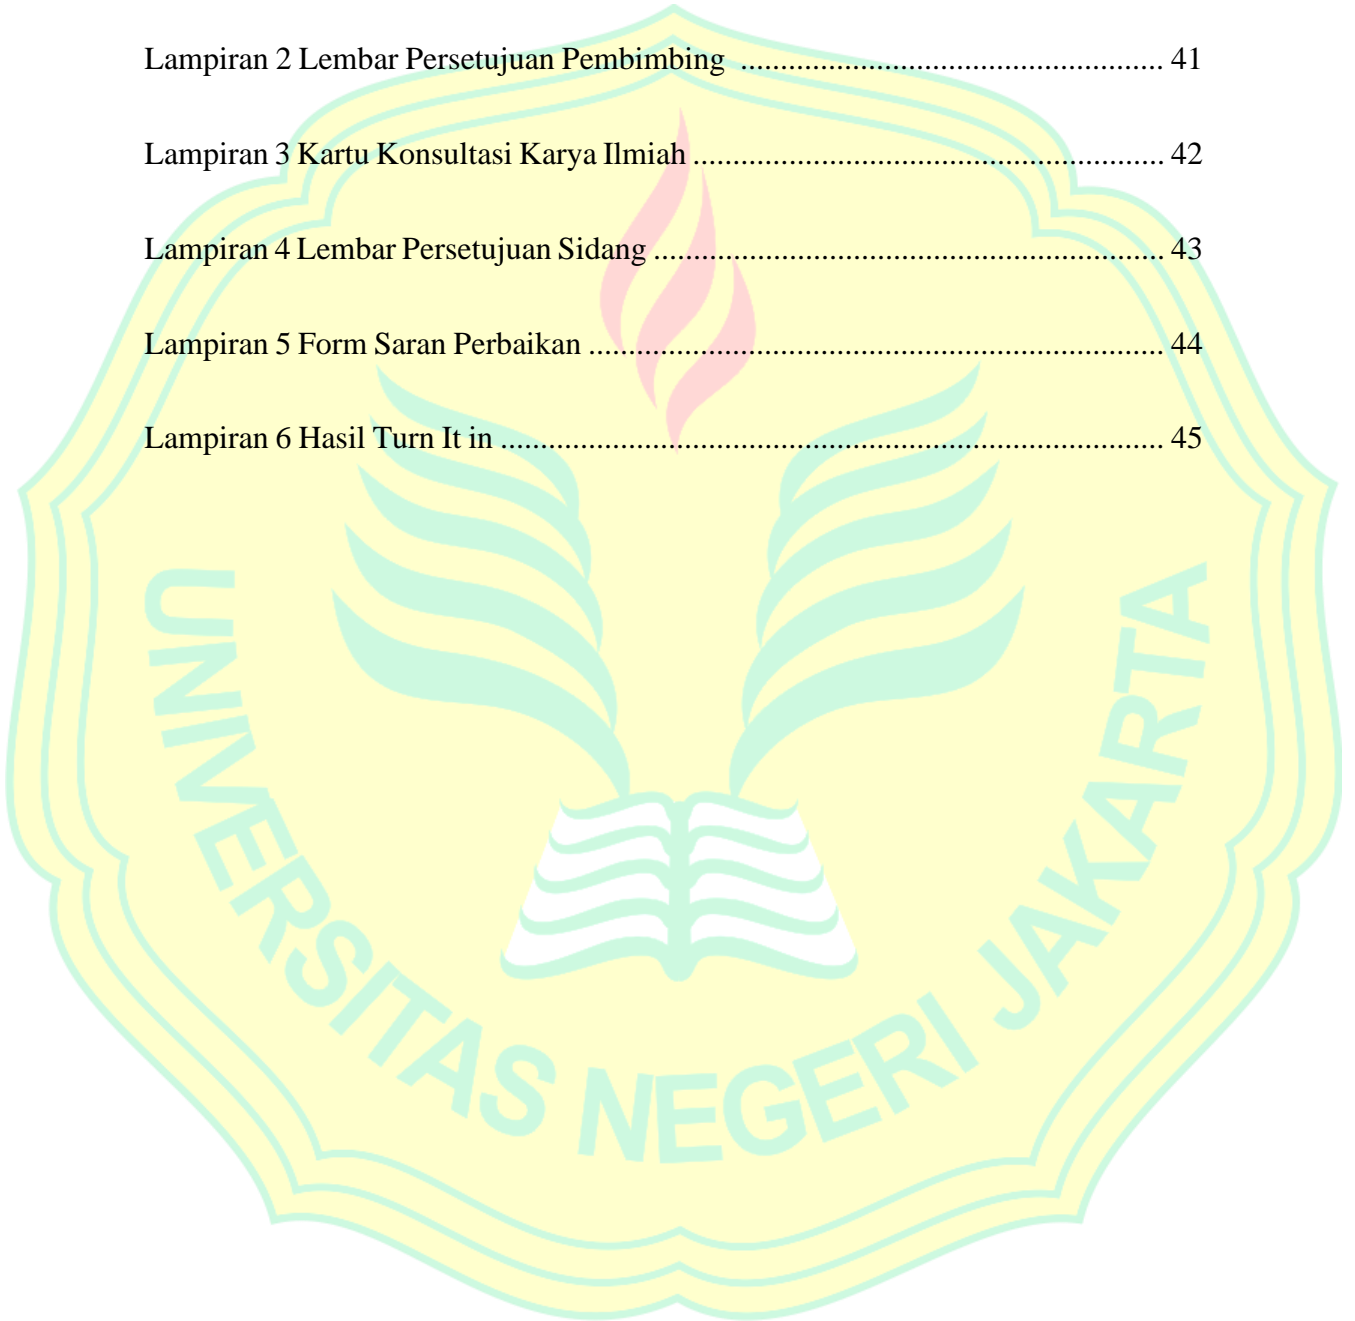 Lampiran 2 Lembar Persetujuan Pembimbing ..................................................... 41
Lampiran 3 Kartu Konsultasi Karya Ilmiah ........................................................... 42
Lampiran 4 Lembar Persetujuan Sidang ................................................................ 43
Lampiran 5 Form Saran Perbaikan ........................................................................ 44
Lampiran 6 Hasil Turn It in ................................................................................... 45
UNIVERSITAS NEGERI JAKARTA